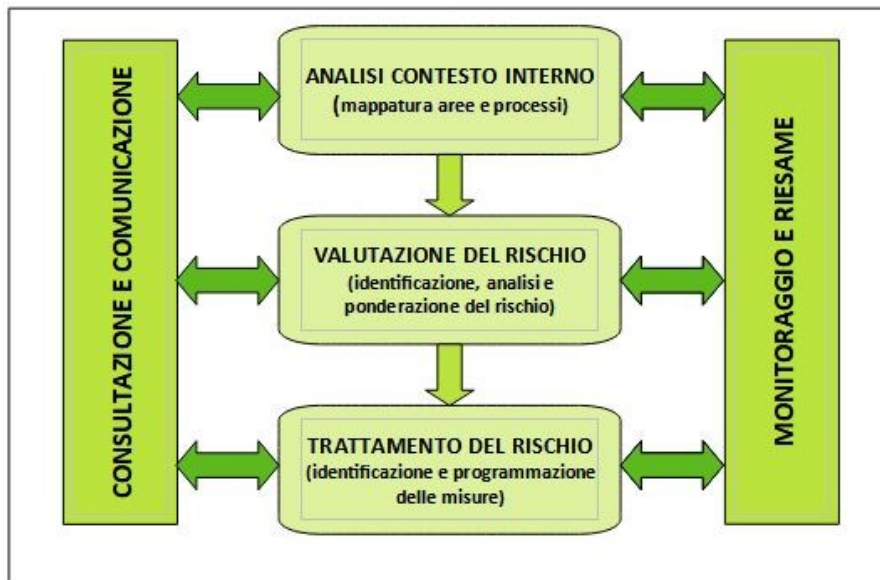 CONSULTAZIONE E COMUNICAZIONE
ANALISI CONTESTO INTERNO
(mappatura aree e processi)
VALUTAZIONE DEL RISCHIO
(identificazione, analisi e
ponderazione del rischio)
TRATTAMENTO DEL RISCHIO
(identificazione e programmazione
delle misure)
MONITORAGGIO E RIESAME